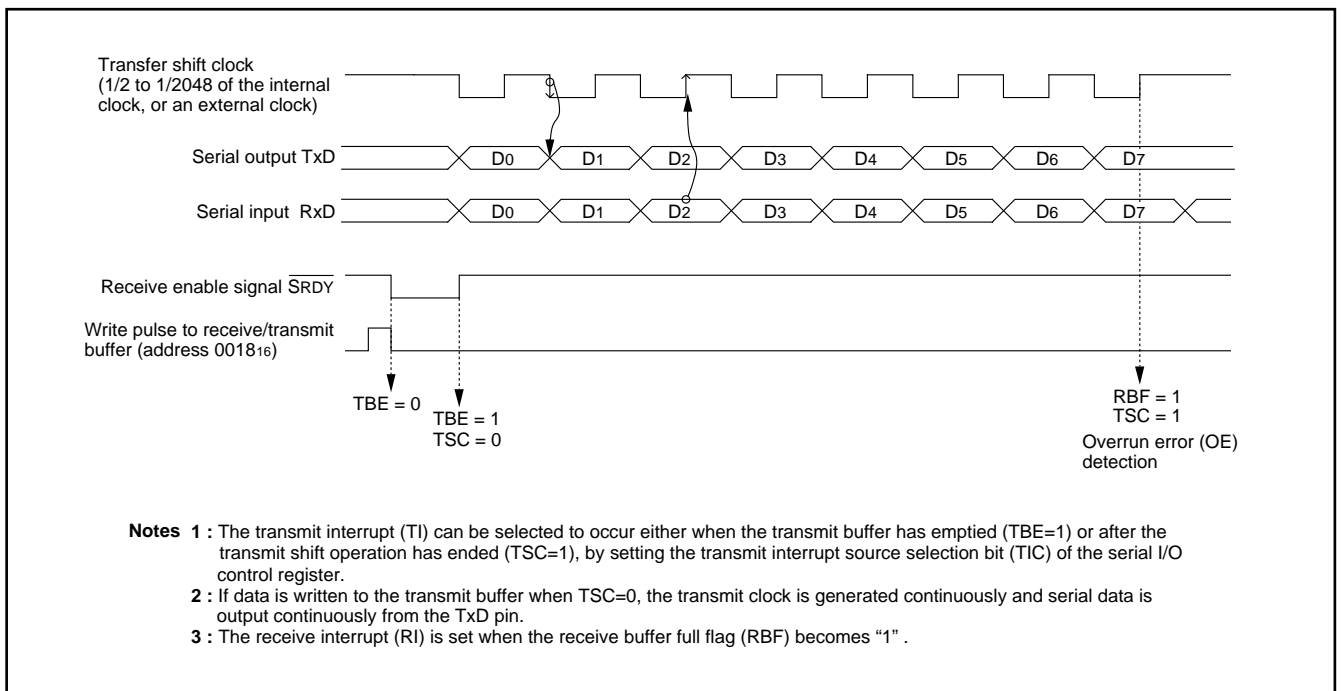 Transfer shift clock
(1/2 to 1/2048 of the internal
clock, or an external clock)
Serial output TxD
D0 D1 D2 D3 D4 D5 D6 D7
Serial input RxD
D0 D1 D2 D3 D4 D5 D6 D7
Receive enable signal SRDY
Write pulse to receive/transmit
buffer (address 001816)
TBE = 0
TBE = 1
TSC = 0
RBF = 1
TSC = 1
Overrun error (OE)
detection
Notes 1 : The transmit interrupt (TI) can be selected to occur either when the transmit buffer has emptied (TBE=1) or after the
transmit shift operation has ended (TSC=1), by setting the transmit interrupt source selection bit (TIC) of the serial I/O
control register.
2 : If data is written to the transmit buffer when TSC=0, the transmit clock is generated continuously and serial data is
output continuously from the TxD pin.
3 : The receive interrupt (RI) is set when the receive buffer full flag (RBF) becomes “1” .